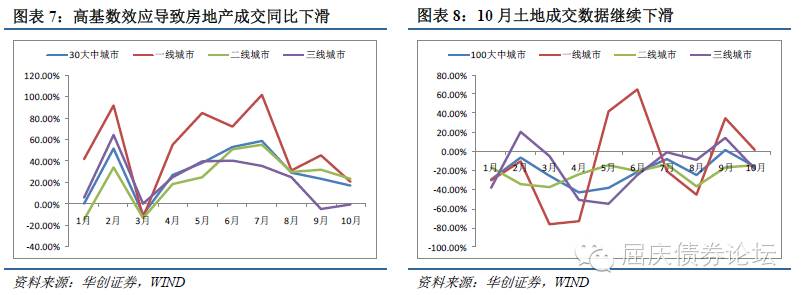 图表 7：高基数效应导致房地产成交同比下滑
30大中城市 一线城市 二线城市 三线城市
120.00%
100.00%
80.00%
60.00%
40.00%
20.00%
0.00%
-20.00%
-40.00%
1月 2月 3月 4月 5月 6月 7月 8月 9月 10月
资料来源：华创证券，WIND
图表 8：10 月土地成交数据继续下滑
100大中城市 一线城市 二线城市 三线城市
80.00%
60.00%
40.00%
20.00%
0.00%
-20.00%
-40.00%
-60.00%
-80.00%
-100.00%
1月 2月 3月 4月 5月 6月 7月 8月 9月 10月
资料来源：华创证券，WIND
屈庆债券论坛